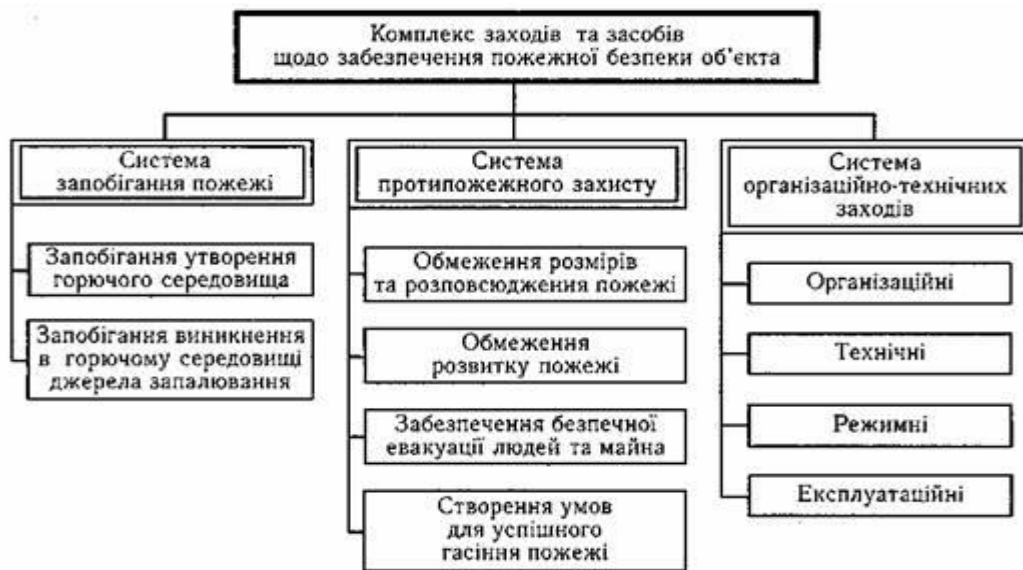 Комплекс заходів та засобів
щодо забезпечення пожежної безпеки об'єкта
Система
запобігання пожежі
Запобігання утворення
горючого середовища
Запобігання виникнення
в горючому середовищі
джерела запалювання
Система
протипожежного захисту
Обмеження розмірів
та розповсюдження пожежі
Обмеження
розвитку пожежі
Забезпечення безпечної
евакуації людей та майна
Створення умов
для успішного
гасіння пожежі
Система
організаційно-технічних
заходів
Організаційні
Технічні
Режимні
Експлуатаційні